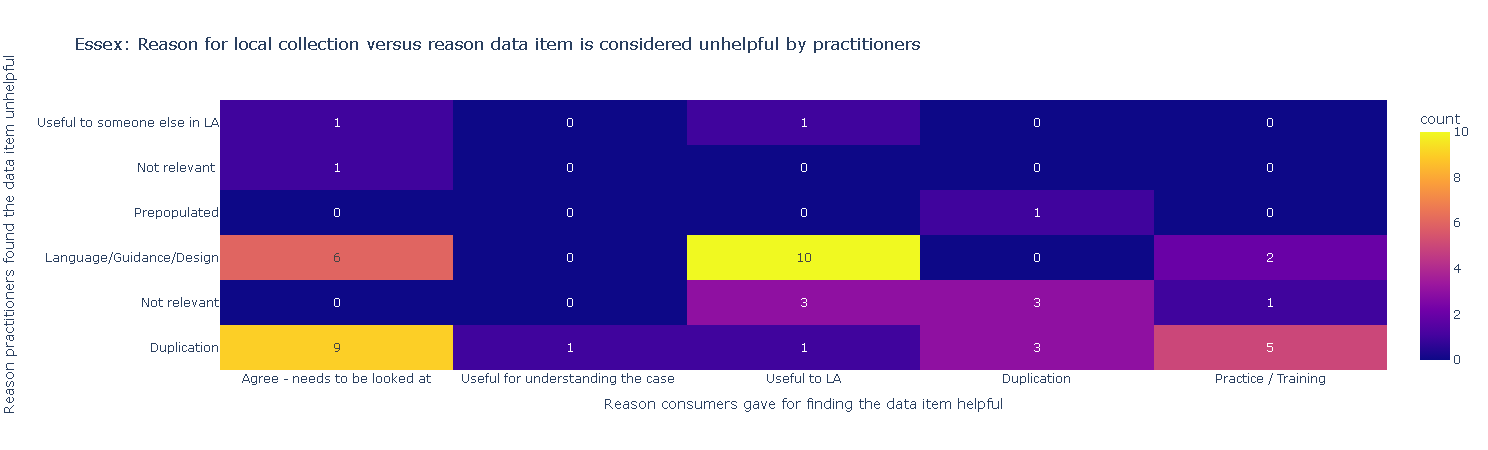 Essex: Reason for local collection versus reason data item is considered unhelpful by practitioners
Reason practitioners found the data item unhelpful
Useful to someone else in LA 1 0 1 0 0
Not relevant 1 0 0 0 0
Prepopulated 0 0 0 1 0
Language/Guidance/Design 6 0 10 0 2
Not relevant 0 0 3 3 1
Duplication 9 1 1 3 5
Agree - needs to be looked at Useful for understanding the case Useful to LA Duplication Practice / Training
Reason consumers gave for finding the data item helpful
count
10
8
6
4
2
0